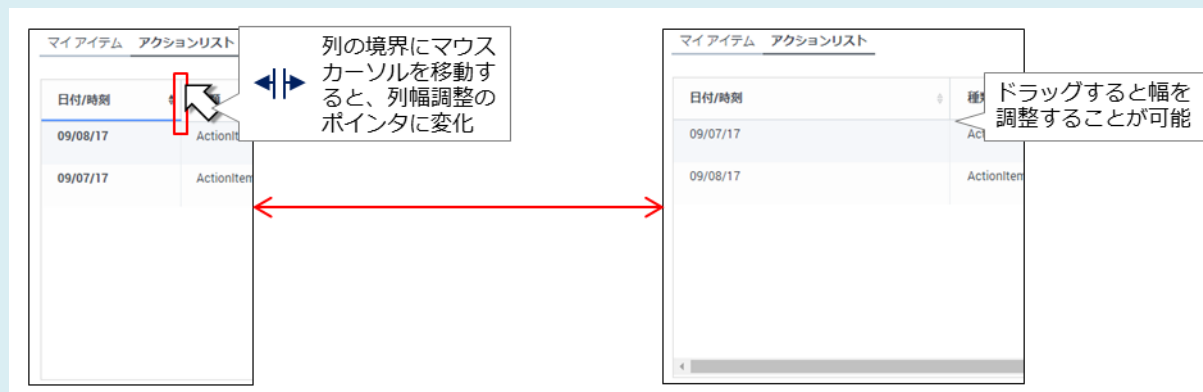 マイ アイテム アクションリスト
日付/時刻
09/08/17 ActionIt
09/07/17 ActionItem
列の境界にマウス
カーソルを移動す
ると、列幅調整の
ポインタに変化
マイ アイテム アクションリスト
日付/時刻 種
09/07/17 Act
09/08/17 ActionItem
ドラッグすると幅を
調整することが可能